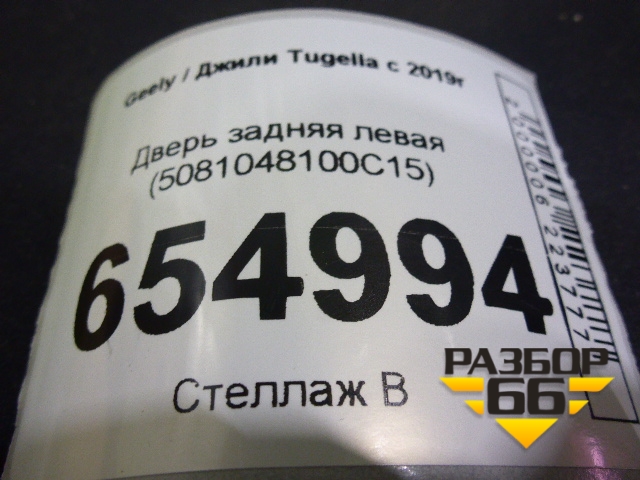 Geely / Джили Tugella с 2019г
Дверь задняя левая
(5081048100C15)
654994
Стеллаж В
РАЗБОР
66